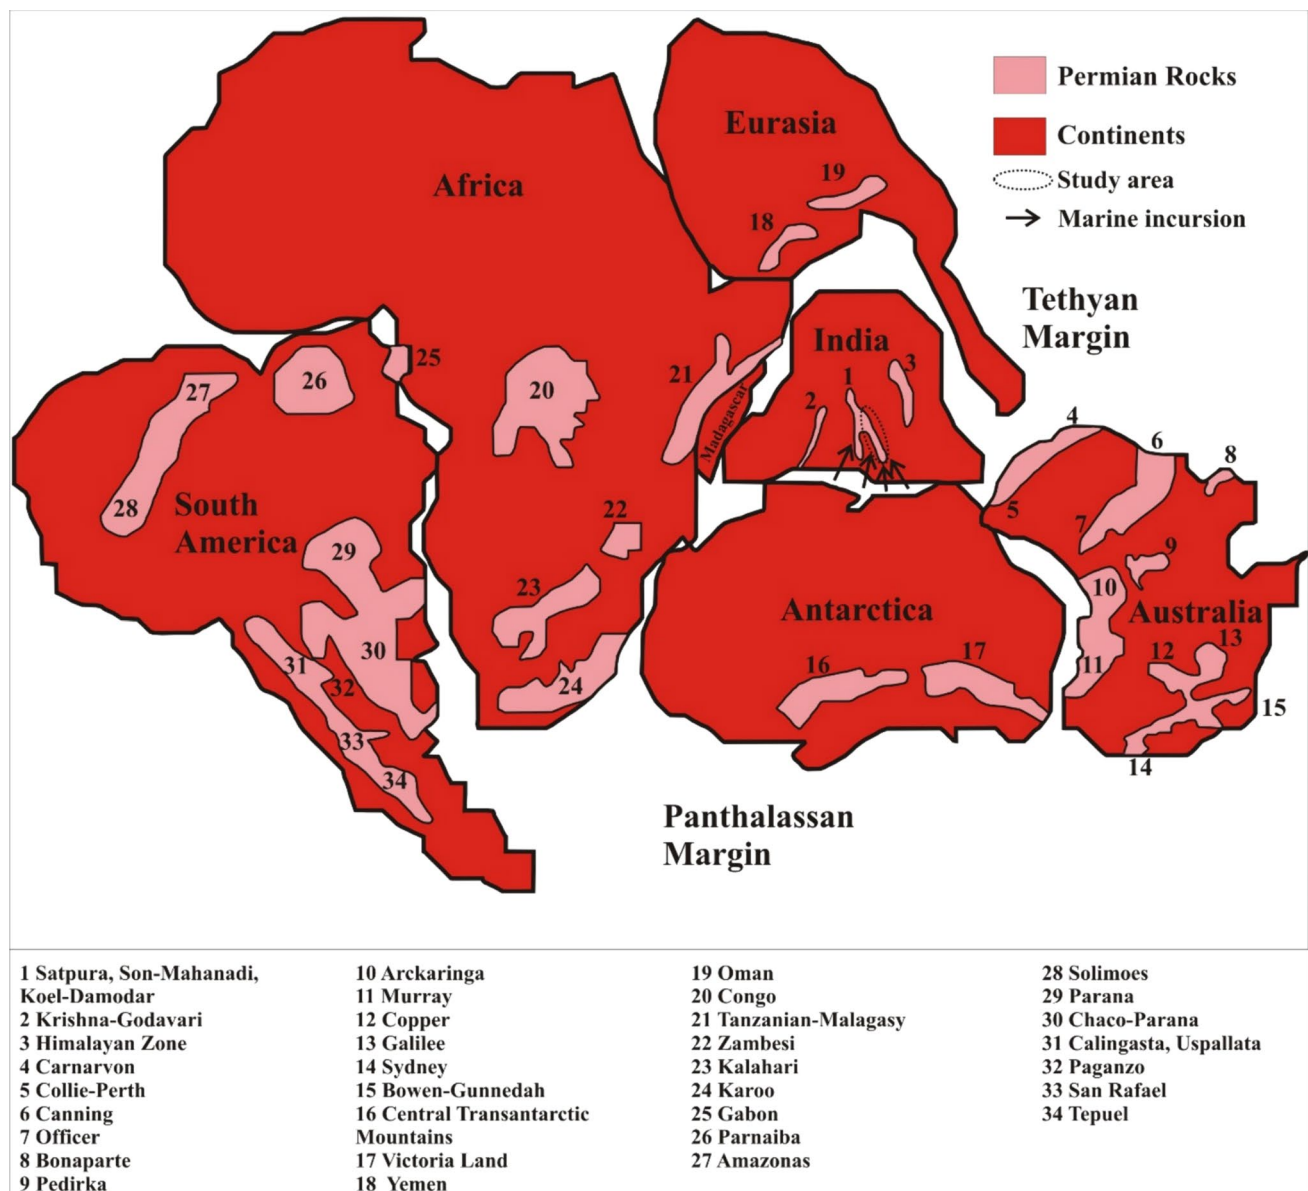 Permian Rocks
Continents
Study area
Marine incursion
Eurasia
Africa
19
18
Tethyan
Margin
India
21
Madagascar
1
2
3
25
26
27
20
28
South
America
22
23
24
29
30
31
32
33
34
4
5
6
7
8
9
10
11
Australia
12
13
14
15
Antarctica
16
17
Panthalassan
Margin
1 Satpura, Son-Mahanadi,
Koel-Damodar
2 Krishna-Godavari
3 Himalayan Zone
4 Carnarvon
5 Collie-Perth
6 Canning
7 Officer
8 Bonaparte
9 Pedirka
10 Arckaringa
11 Murray
12 Copper
13 Galilee
14 Sydney
15 Bowen-Gunnedah
16 Central Transantarctic
Mountains
17 Victoria Land
18 Yemen
19 Oman
20 Congo
21 Tanzanian-Malagasy
22 Zambesi
23 Kalahari
24 Karoo
25 Gabon
26 Parnaiba
27 Amazonas
28 Solimoes
29 Parana
30 Chaco-Parana
31 Calingasta, Uspallata
32 Paganzo
33 San Rafael
34 Tepuel